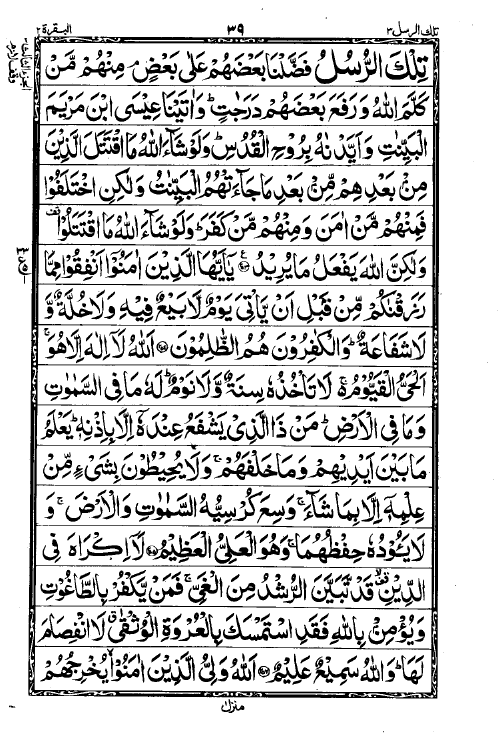 تلك الرسل ٣
٣٩
البقرة ٢
تِلْكَ الرُّسُلُ فَضَّلْنَا بَعْضَهُمْ عَلٰى بَعْضٍ ۘ مِنْهُمْ مَّنْ
كَلَّمَ اللّٰهُ وَرَفَعَ بَعْضَهُمْ دَرَجٰتٍ ؕ وَاٰتَيْنَا عِيْسَى ابْنَ مَرْيَمَ
الْبَيِّنٰتِ وَاَيَّدْنٰهُ بِرُوْحِ الْقُدُسِ ؕ وَلَوْ شَآءَ اللّٰهُ مَا اقْتَتَلَ الَّذِيْنَ
مِنْۢ بَعْدِهِمْ مِّنْۢ بَعْدِ مَا جَآءَتْهُمُ الْبَيِّنٰتُ وَلٰكِنِ اخْتَلَفُوْا
فَمِنْهُمْ مَّنْ اٰمَنَ وَمِنْهُمْ مَّنْ كَفَرَ ؕ وَلَوْ شَآءَ اللّٰهُ مَا اقْتَتَلُوْا
وَلٰكِنَّ اللّٰهَ يَفْعَلُ مَا يُرِيْدُ ۝ يٰۤاَيُّهَا الَّذِيْنَ اٰمَنُوْۤا اَنْفِقُوْا مِمَّا
رَزَقْنٰكُمْ مِّنْ قَبْلِ اَنْ يَّاْتِيَ يَوْمٌ لَّا بَيْعٌ فِيْهِ وَلَا خُلَّةٌ وَّ
لَا شَفَاعَةٌ ؕ وَالْكٰفِرُوْنَ هُمُ الظّٰلِمُوْنَ ۝ اَللّٰهُ لَاۤ اِلٰهَ اِلَّا هُوَ ۚ
اَلْحَيُّ الْقَيُّوْمُ ۚ لَا تَاْخُذُهٗ سِنَةٌ وَّلَا نَوْمٌ ؕ لَهٗ مَا فِي السَّمٰوٰتِ
وَمَا فِي الْاَرْضِ ؕ مَنْ ذَا الَّذِيْ يَشْفَعُ عِنْدَهٗۤ اِلَّا بِاِذْنِهٖ ؕ يَعْلَمُ
مَا بَيْنَ اَيْدِيْهِمْ وَمَا خَلْفَهُمْ ۚ وَلَا يُحِيْطُوْنَ بِشَيْءٍ مِّنْ
عِلْمِهٖۤ اِلَّا بِمَا شَآءَ ۚ وَسِعَ كُرْسِيُّهُ السَّمٰوٰتِ وَالْاَرْضَ ۚ وَ
لَا يَـُٔوْدُهٗ حِفْظُهُمَا ۚ وَهُوَ الْعَلِيُّ الْعَظِيْمُ ۝ لَاۤ اِكْرَاهَ فِي
الدِّيْنِ ۙ قَدْ تَّبَيَّنَ الرُّشْدُ مِنَ الْغَيِّ ۚ فَمَنْ يَّكْفُرْ بِالطَّاغُوْتِ
وَيُؤْمِنْۢ بِاللّٰهِ فَقَدِ اسْتَمْسَكَ بِالْعُرْوَةِ الْوُثْقٰى ۗ لَا انْفِصَامَ
لَهَا ؕ وَاللّٰهُ سَمِيْعٌ عَلِيْمٌ ۝ اَللّٰهُ وَلِيُّ الَّذِيْنَ اٰمَنُوْا يُخْرِجُهُمْ
منزل